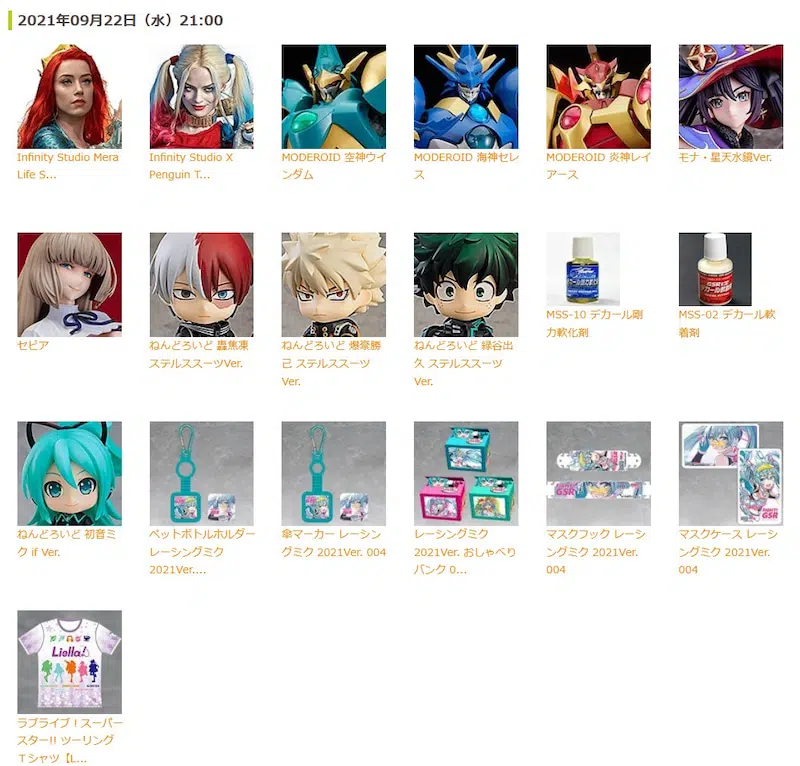 2021年09月22日（水）21:00
Infinity Studio Mera
Life S...
Infinity Studio X
Penguin T...
MODEROID 空神ウイ
ンダム
MODEROID 海神セレ
ス
MODEROID 炎神レイ
アース
モナ・星天水鏡Ver.
セピア
ねんどろいど 轟焦凍
ステルススーツVer.
ねんどろいど 爆豪勝
己 ステルススーツ
Ver.
ねんどろいど 緑谷出
久 ステルススーツ
Ver.
MSS-10 デカール剛
力軟化剤
MSS-02 デカール軟
着剤
ねんどろいど 初音ミ
ク if Ver.
ペットボトルホルダー
レーシングミク
2021Ver....
傘マーカー レーシン
グミク 2021Ver. 004
レーシングミク
2021Ver. おしゃべり
バンク 0...
マスクフック レーシ
ングミク 2021Ver.
004
マスクケース レーシ
ングミク 2021Ver.
004
GSR
GSR
Liella!
ラブライブ！スーパー
スター!! ツーリング
Ｔシャツ【L...